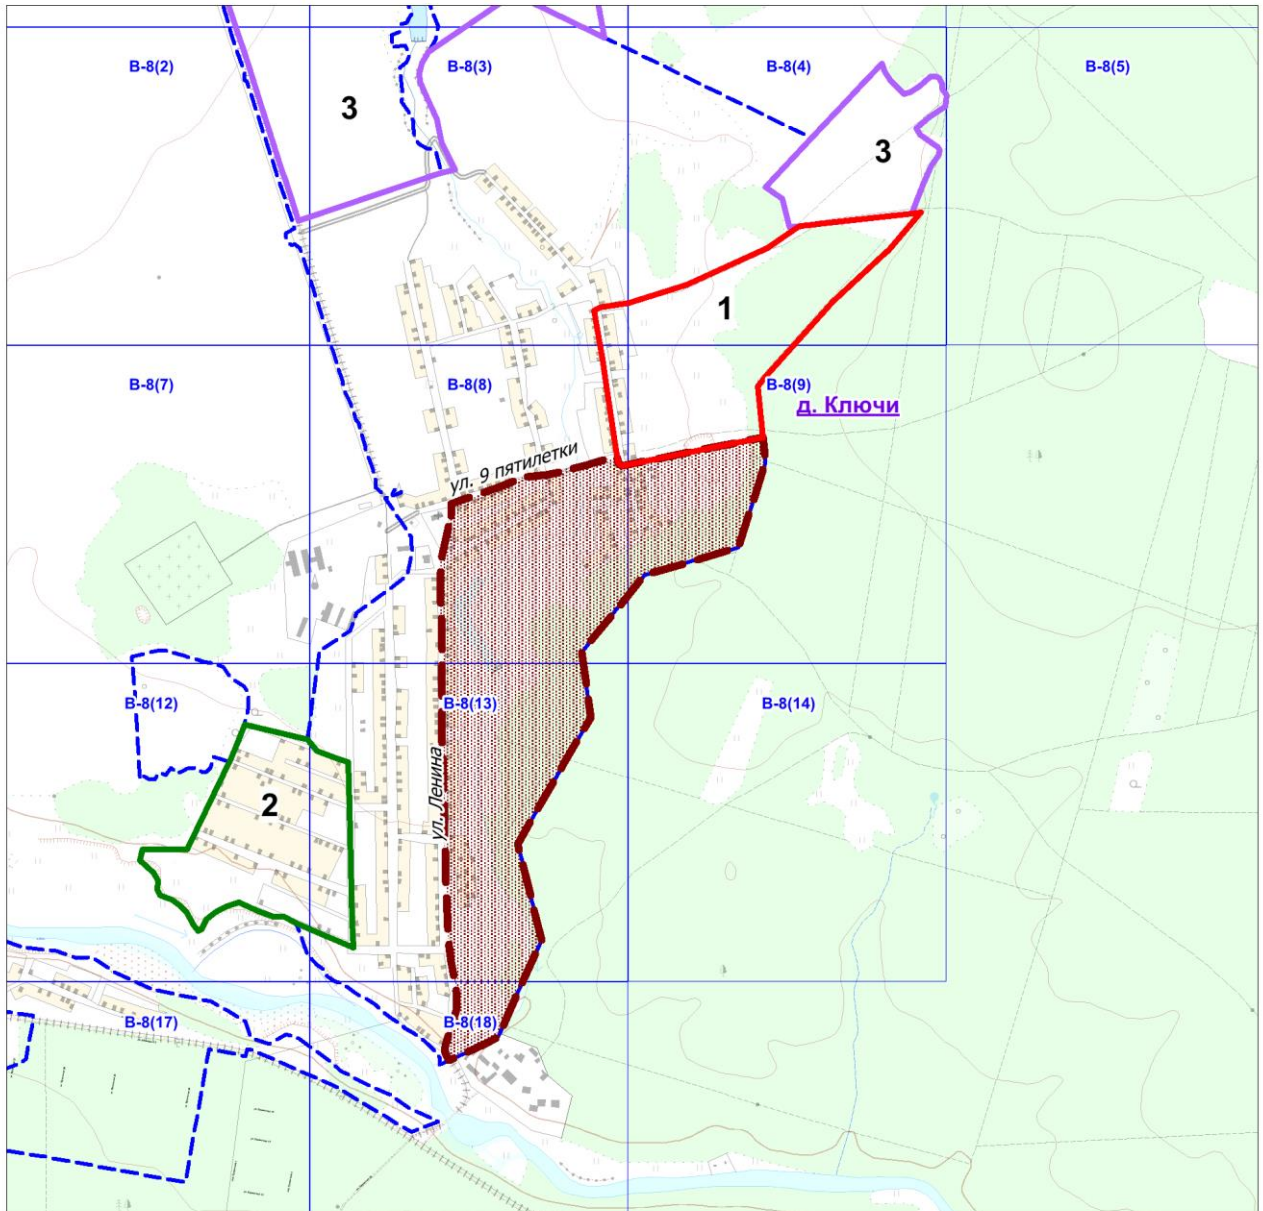 В-8(2)
В-8(3)
В-8(4)
В-8(5)
3
3
1
В-8(7)
В-8(8)
В-8(9)
д. Ключи
ул. 9 пятилетки
В-8(12)
В-8(13)
В-8(14)
ул. Ленина
2
В-8(17)
В-8(18)